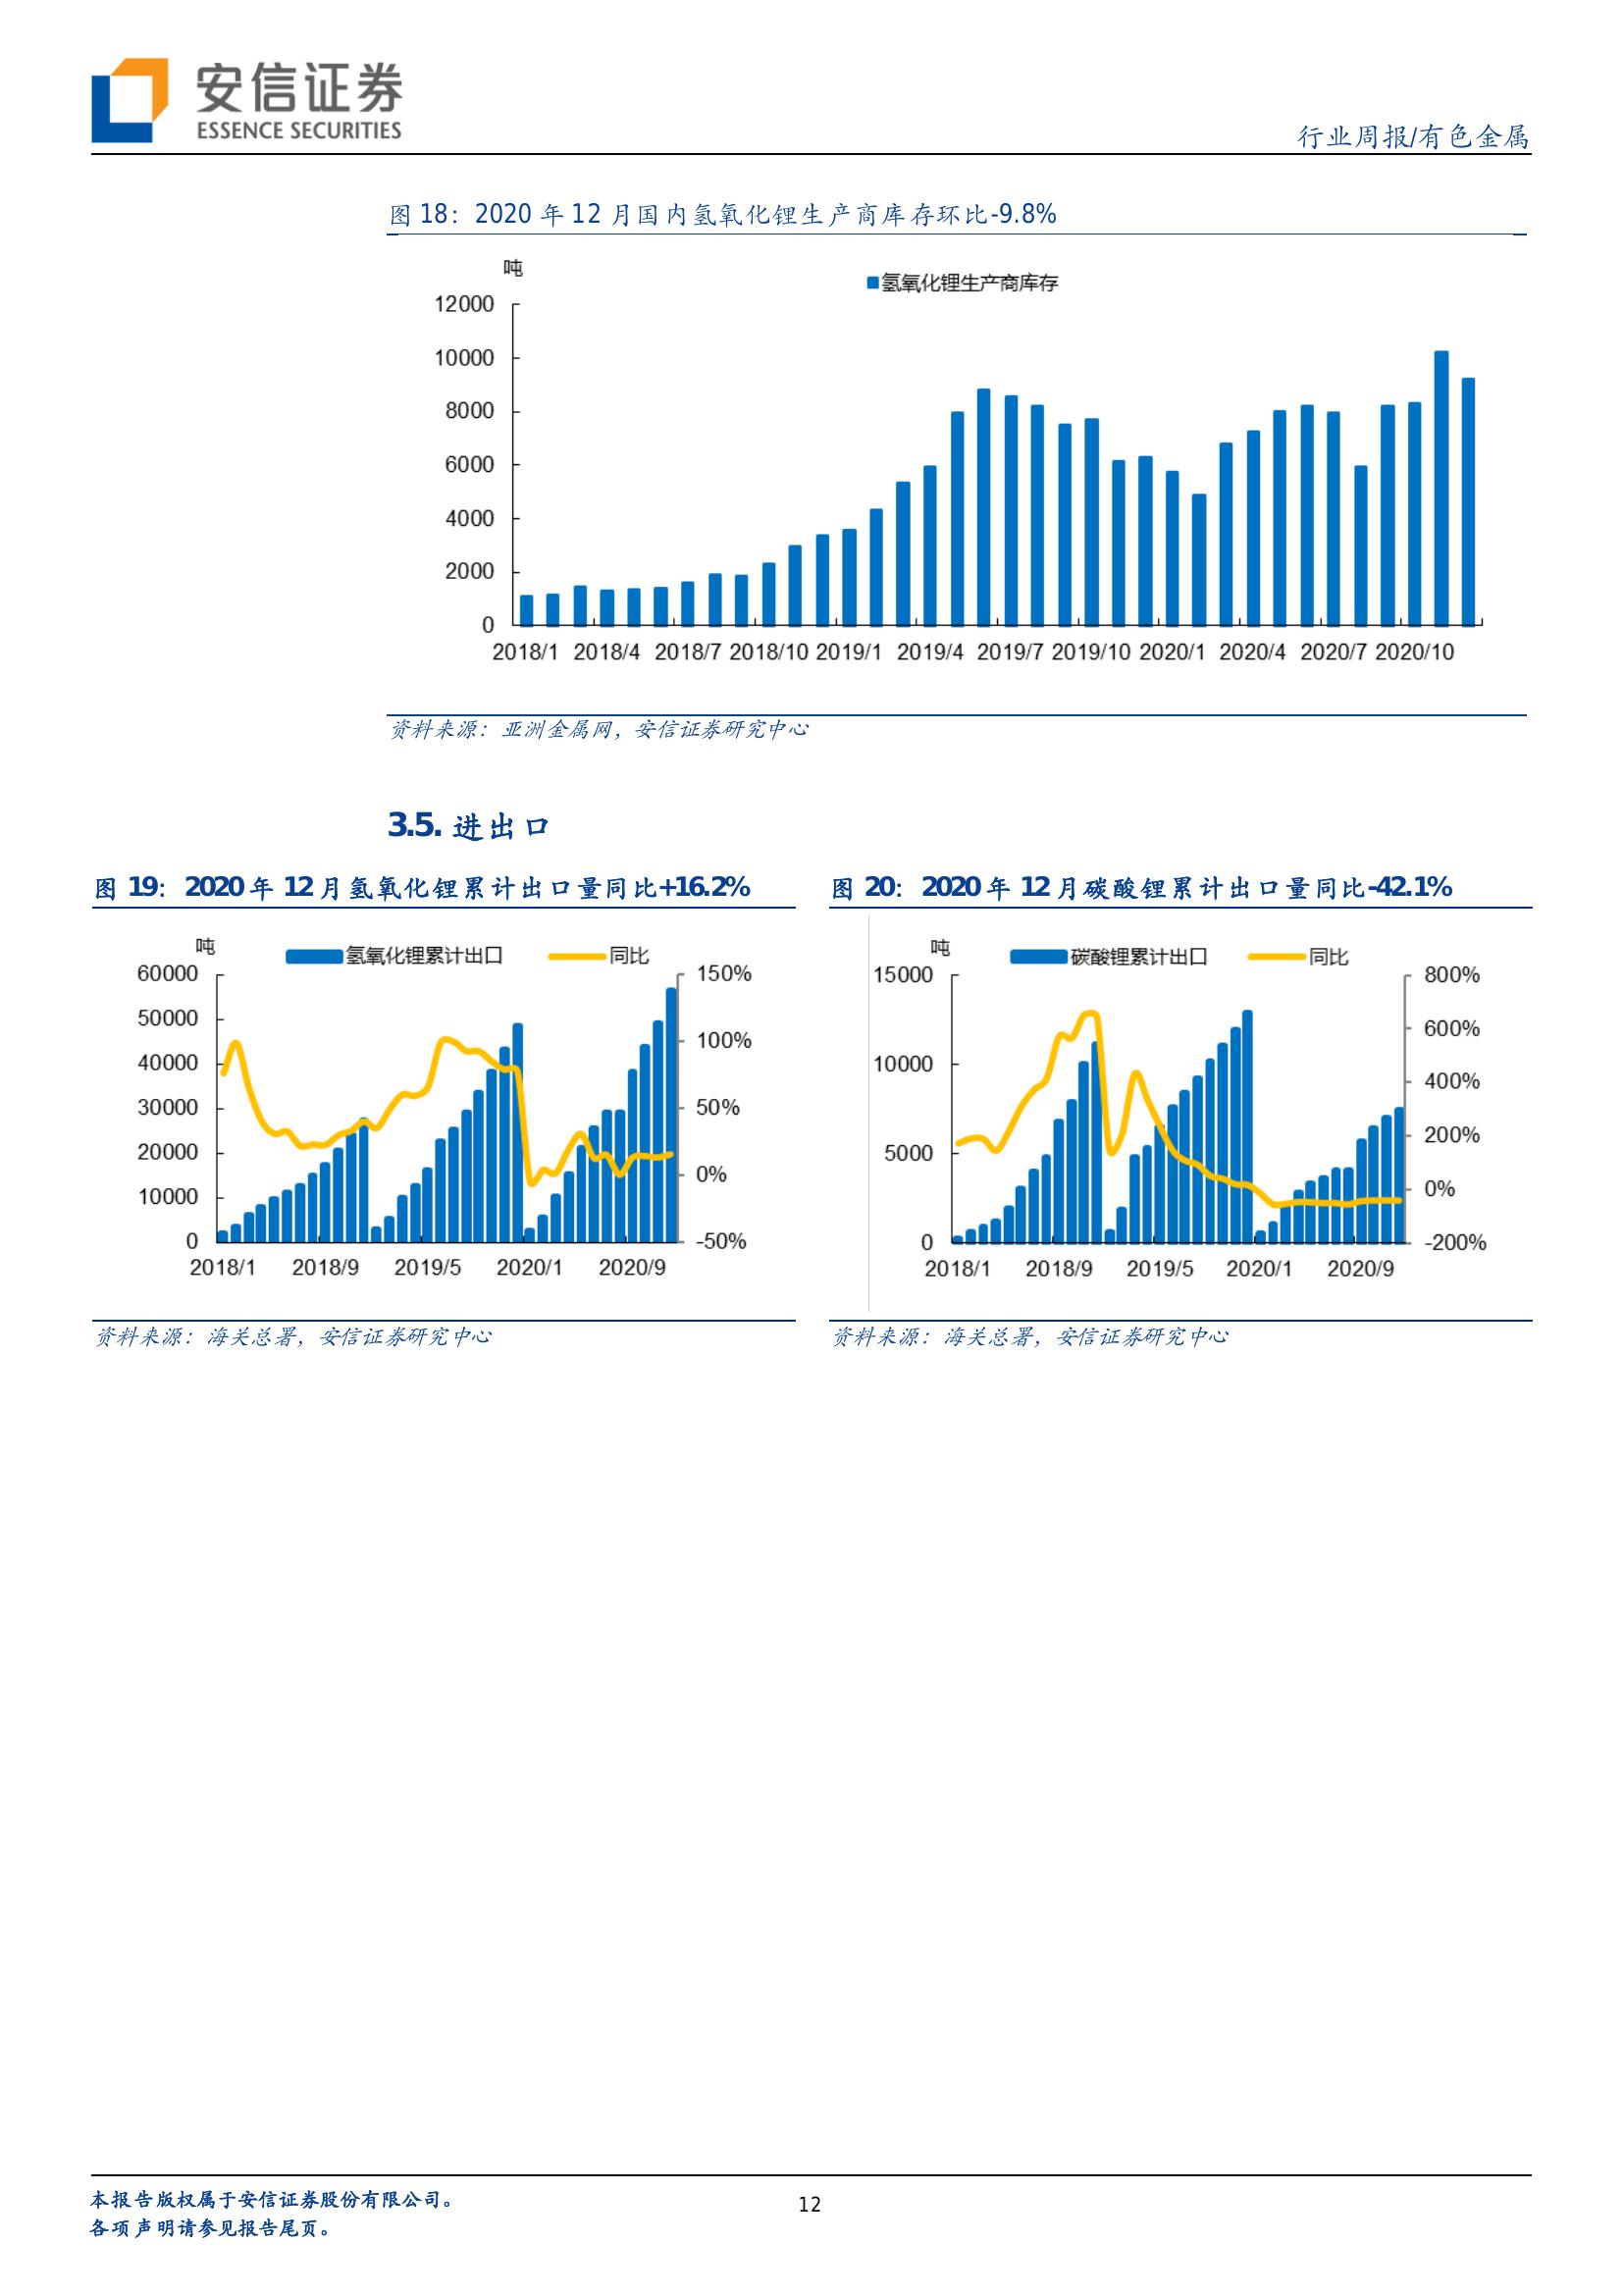 安信证券
ESSENCE SECURITIES
行业周报/有色金属
图 18：2020 年 12 月国内氢氧化锂生产商库存环比-9.8%
吨
氢氧化锂生产商库存
12000
10000
8000
6000
4000
2000
0
2018/1 2018/4 2018/7 2018/10 2019/1 2019/4 2019/7 2019/10 2020/1 2020/4 2020/7 2020/10
资料来源：亚洲金属网，安信证券研究中心
3.5. 进出口
图 19：2020 年 12 月氢氧化锂累计出口量同比+16.2%
吨
氢氧化锂累计出口 同比
60000
50000
40000
30000
20000
10000
0
150%
100%
50%
0%
-50%
2018/1 2018/9 2019/5 2020/1 2020/9
资料来源：海关总署，安信证券研究中心
图 20：2020 年 12 月碳酸锂累计出口量同比-42.1%
吨
碳酸锂累计出口 同比
15000
10000
5000
0
800%
600%
400%
200%
0%
-200%
2018/1 2018/9 2019/5 2020/1 2020/9
资料来源：海关总署，安信证券研究中心
本报告版权属于安信证券股份有限公司。
各项声明请参见报告尾页。
12